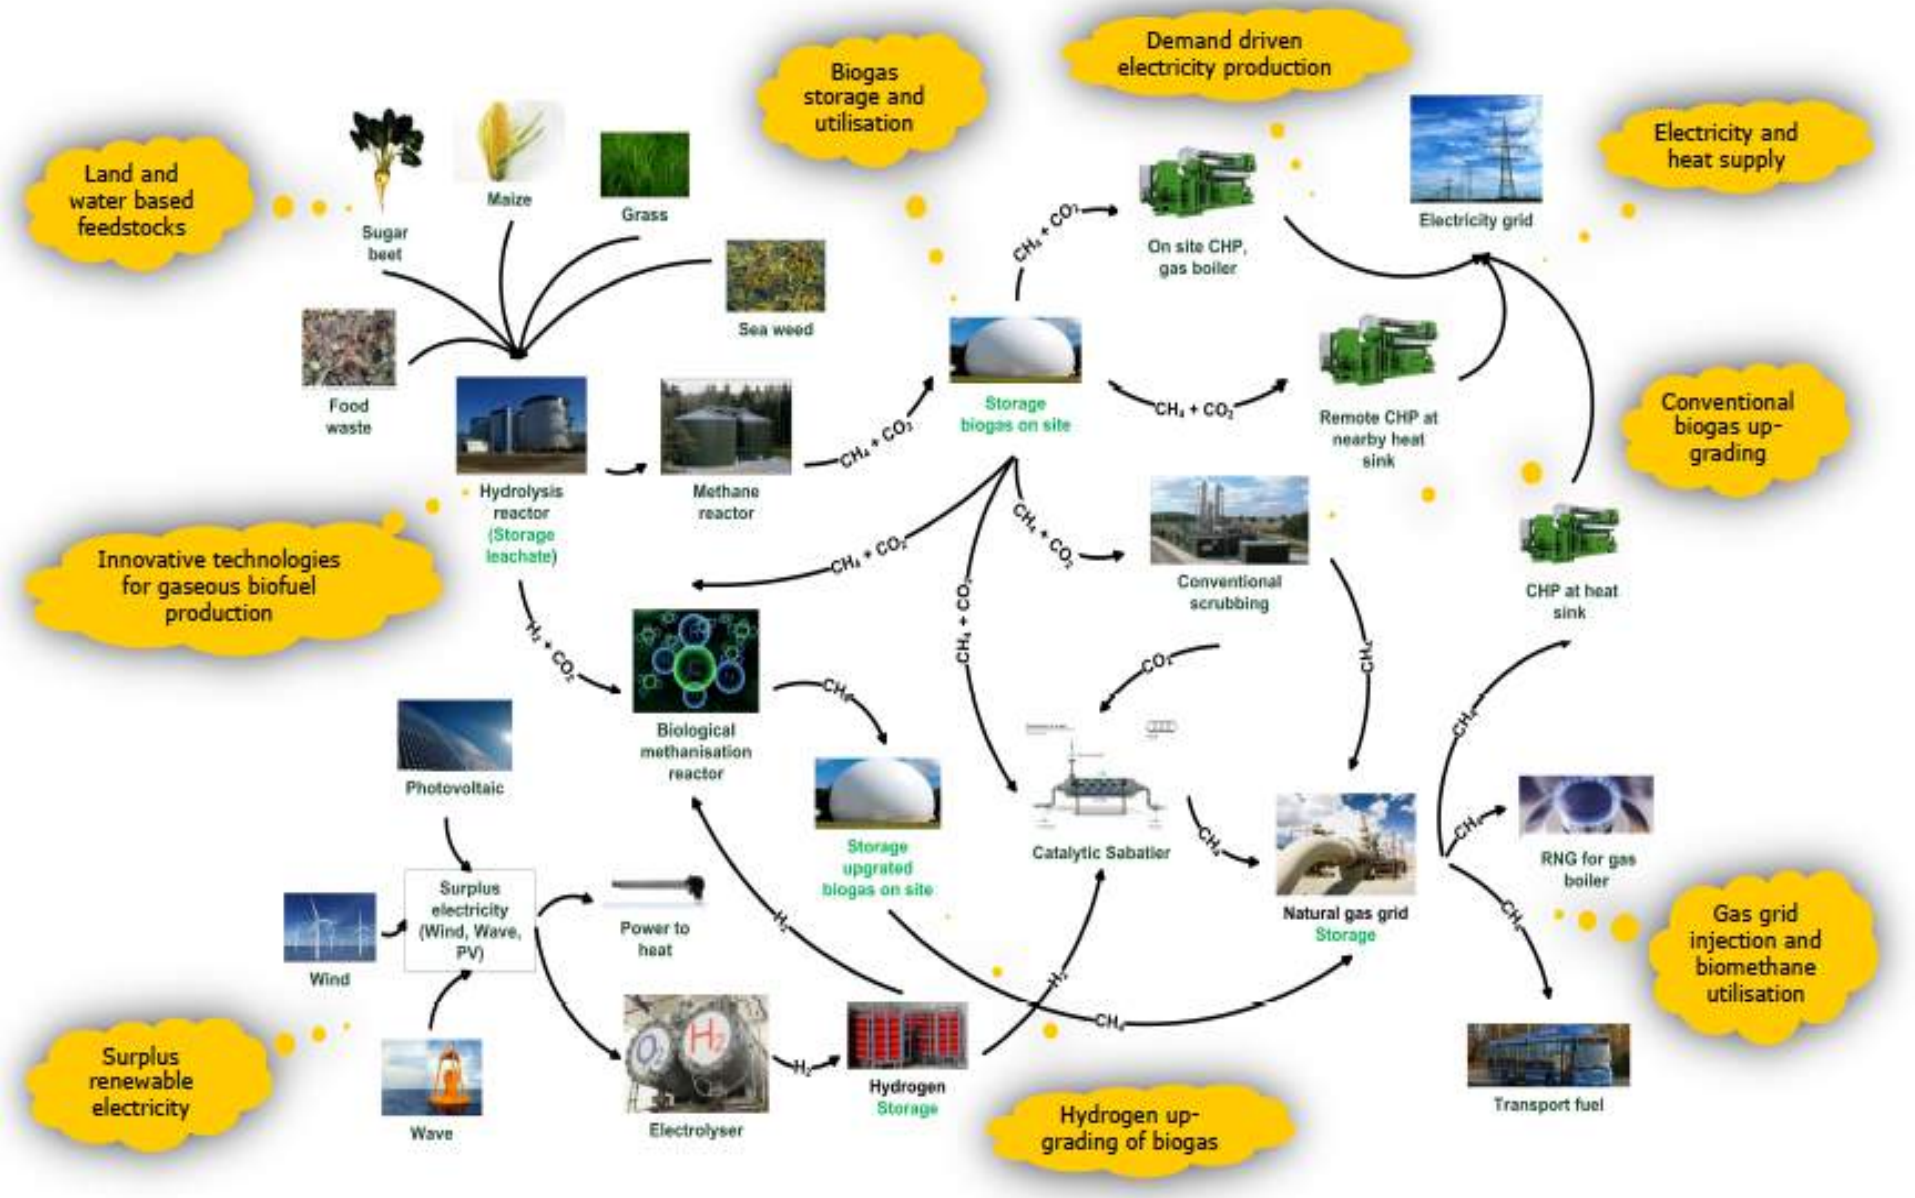 Demand driven
electricity production
Biogas
storage and
utilisation
Electricity and
heat supply
Land and
water based
feedstocks
Sugar
beet
Maize
Grass
Sea weed
Food
waste
Electricity grid
On site CHP,
gas boiler
CH₄ + CO₂
Storage
biogas on site
CH₄ + CO₂
Remote CHP at
nearby heat
sink
Conventional
biogas up-
grading
Hydrolysis
reactor
(Storage
leachate)
Methane
reactor
CH₄ + CO₂
CH₄ + CO₂
CH₄ + CO₂
CH₄ + CO₂
Conventional
scrubbing
CHP at heat
sink
Innovative technologies
for gaseous biofuel
production
H₂ + CO₂
Biological
methanisation
reactor
CH₄
CO₂
CH₄
CH₄
Photovoltaic
Storage
upgrated
biogas on site
Catalytic Sabatier
CH₄
Natural gas grid
Storage
CH₄
RNG for gas
boiler
CH₄
Surplus
electricity
(Wind, Wave,
PV)
Wind
Power to
heat
H₂
H₂
CH₄
Gas grid
injection and
biomethane
utilisation
Surplus
renewable
electricity
Wave
O₂
H₂
Electrolyser
H₂
Hydrogen
Storage
Hydrogen up-
grading of biogas
Transport fuel